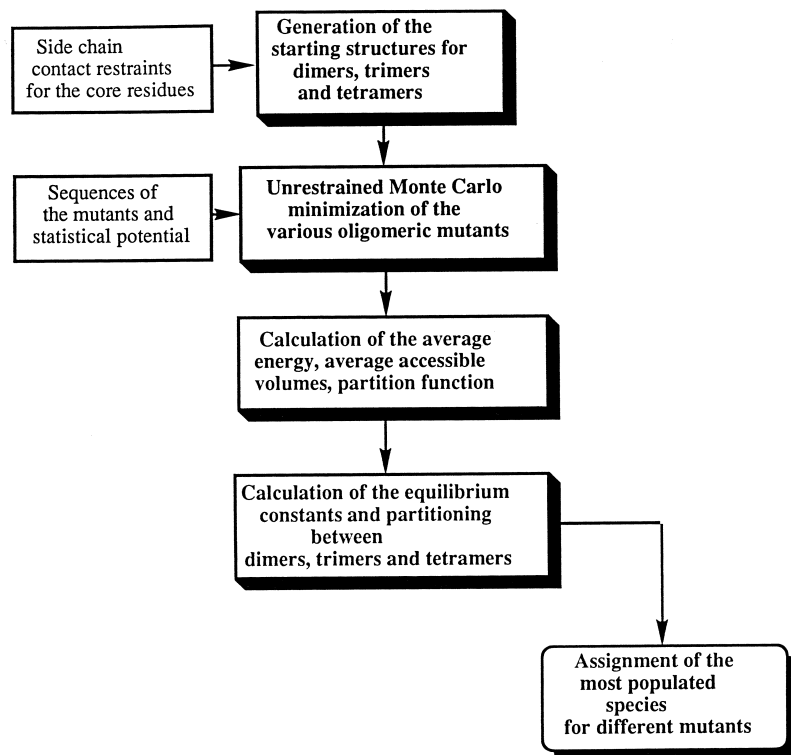 Side chain
contact restraints
for the core residues
Generation of the
starting structures for
dimers, trimers
and tetramers
Sequences of
the mutants and
statistical potential
Unrestrained Monte Carlo
minimization of the
various oligomeric mutants
Calculation of the average
energy, average accessible
volumes, partition function
Calculation of the equilibrium
constants and partitioning
between
dimers, trimers and tetramers
Assignment of the
most populated
species
for different mutants